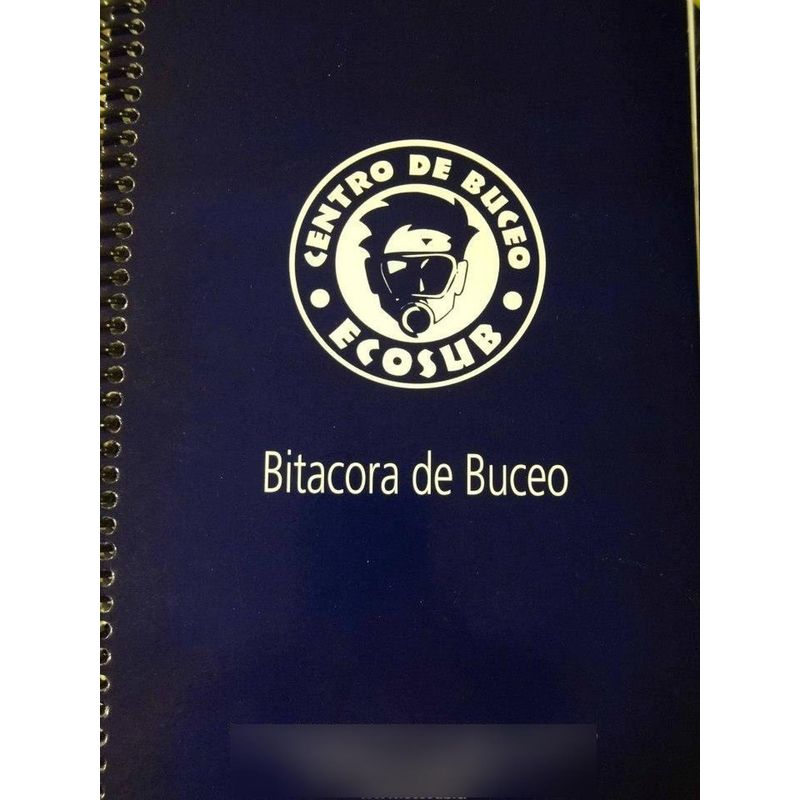 CENTRO DE BUCEO
ECOSUB
Bitacora de Buceo